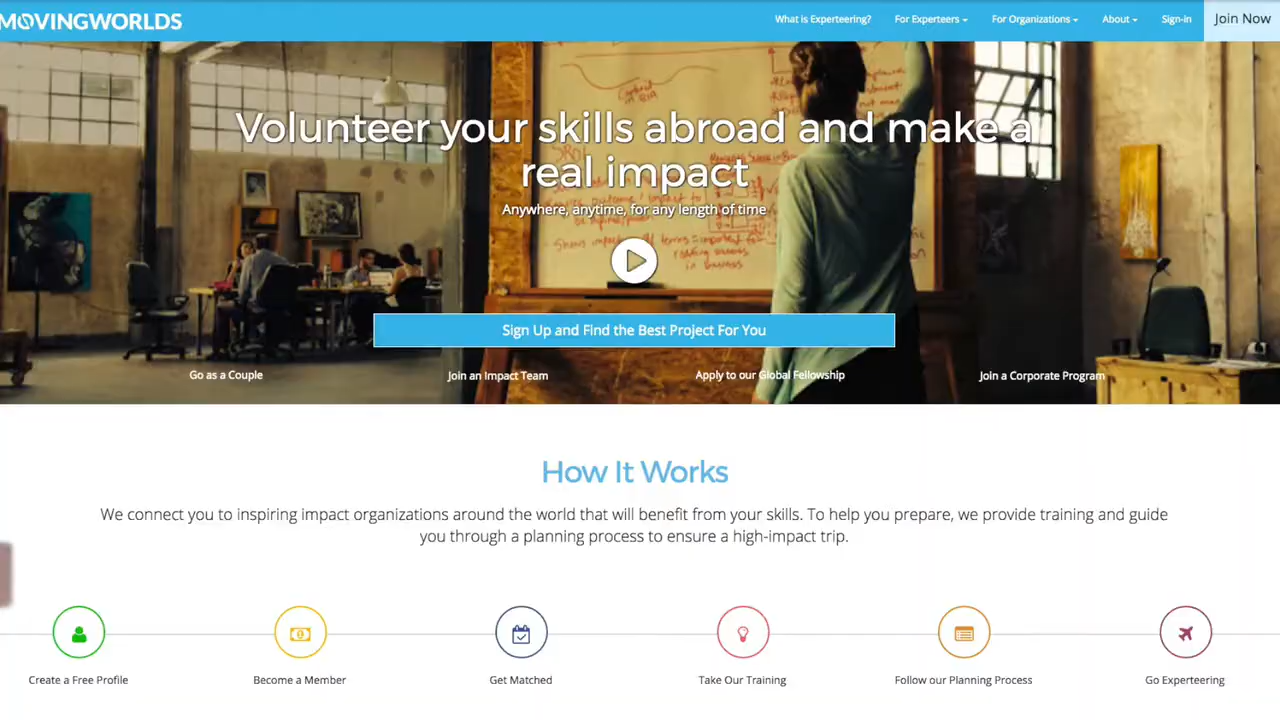 MOVINGWORLDS
What is Experteering?
For Experteers
For Organizations
About
Sign-in
Join Now
Volunteer your skills abroad and make a
real impact
Anywhere, anytime, for any length of time
Sign Up and Find the Best Project For You
Go as a Couple
Join an Impact Team
Apply to our Global Fellowship
Join a Corporate Program
How It Works
We connect you to inspiring impact organizations around the world that will benefit from your skills. To help you prepare, we provide training and guide
you through a planning process to ensure a high-impact trip.
Create a Free Profile
Become a Member
Get Matched
Take Our Training
Follow our Planning Process
Go Experteering